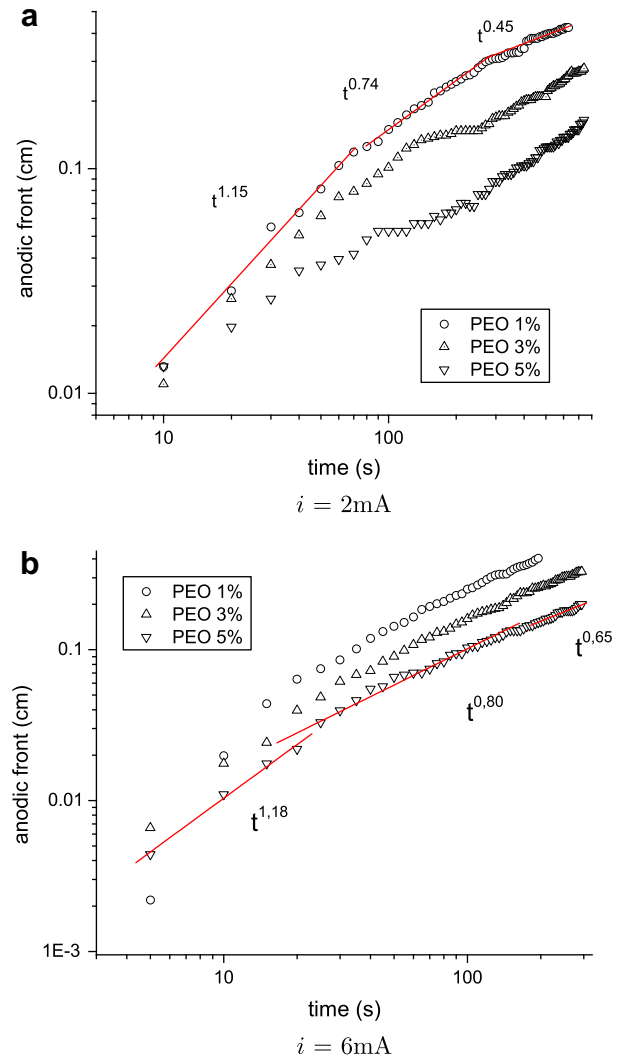 a
t^0.45
t^0.74
t^1.15
0.1
0.01
anodic front (cm)
PEO 1%
PEO 3%
PEO 5%
10
100
time (s)
i = 2mA
b
PEO 1%
PEO 3%
PEO 5%
0.1
0.01
1E-3
anodic front (cm)
t^0,65
t^0,80
t^1,18
10
100
time (s)
i = 6mA